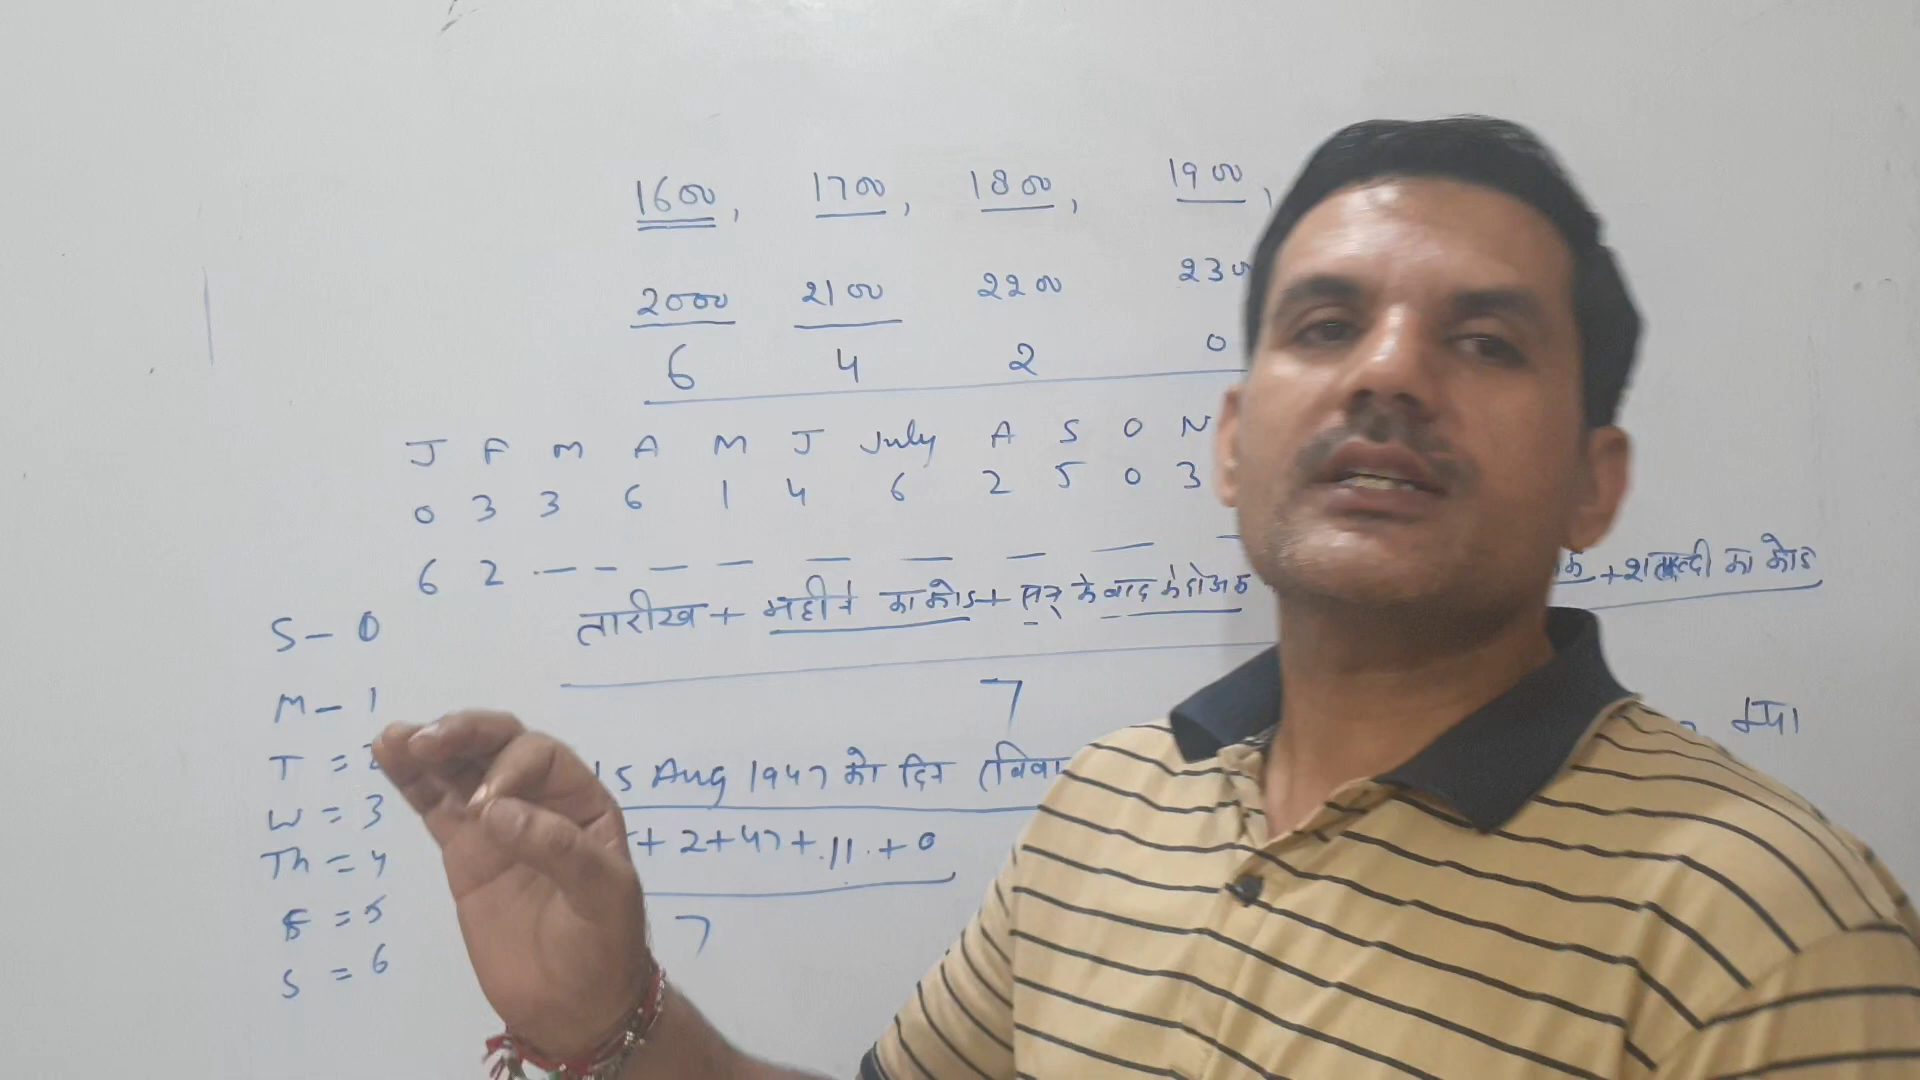 1600, 1700, 1800, 1900,
2000 2100 2200 230
6 4 2 0
J F M A M J July A S O N
0 3 3 6 1 4 6 2 5 0 3
6 2 — — — — — — — — —
तारीख + महीने का कोड + सन् के बाद के दो अंक + शताब्दी का कोड
7
S – 0
M – 1
T = 2
W = 3
Th = 4
F = 5
S = 6
15 Aug 1947 को दिन
+ 2 + 47 + 11 + 0
7